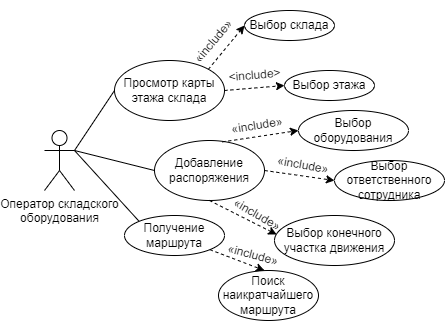 «include»
Выбор склада
Просмотр карты
этажа склада
<include>
Выбор этажа
«include»
Выбор
оборудования
Добавление
распоряжения
«include»
Выбор
ответственного
сотрудника
Оператор складского
оборудования
«include»
Выбор конечного
участка движения
Получение
маршрута
«include»
Поиск
наикратчайшего
маршрута